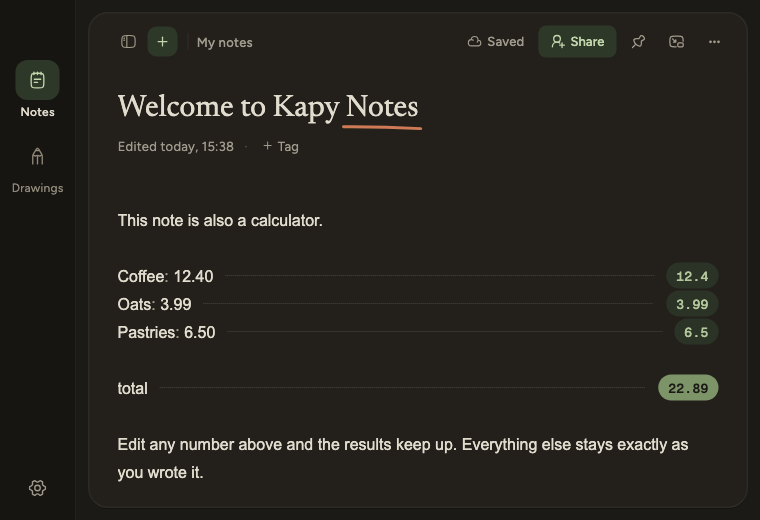 My notes
Saved
Share
Notes
Drawings
Welcome to Kapy Notes
Edited today, 15:38 · + Tag
This note is also a calculator.
Coffee: 12.40 12.4
Oats: 3.99 3.99
Pastries: 6.50 6.5
total 22.89
Edit any number above and the results keep up. Everything else stays exactly as
you wrote it.